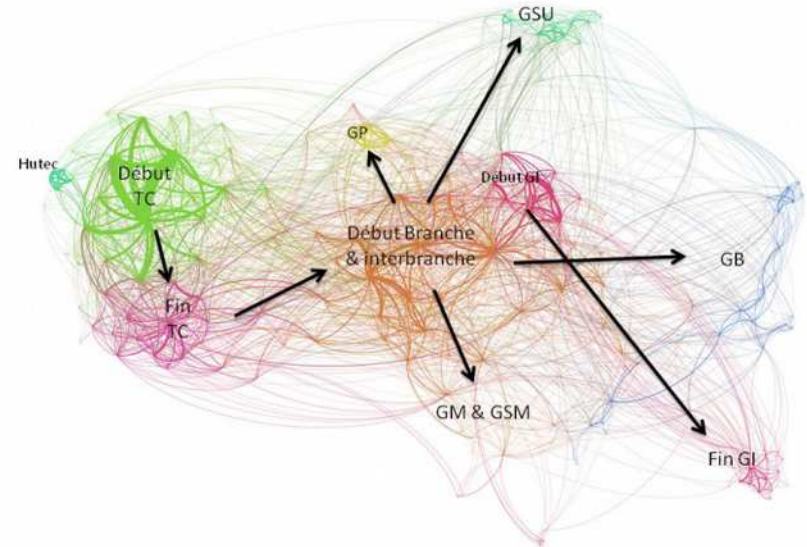 GSU
GP
Hutec
Début
TC
Début GI
Début Branche
& interbranche
GB
Fin
TC
GM & GSM
Fin GI